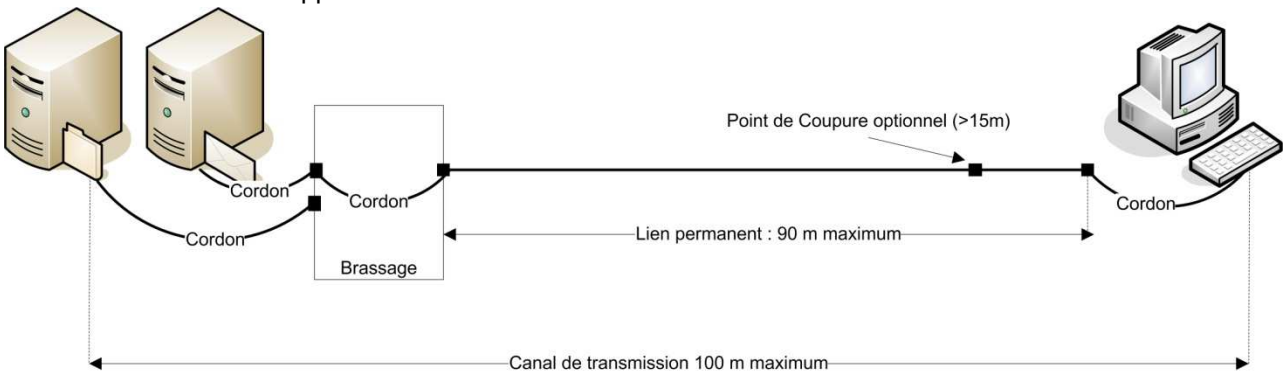 Point de Coupure optionnel (>15m)
Cordon
Cordon
Cordon
Cordon
Lien permanent : 90 m maximum
Brassage
Canal de transmission 100 m maximum